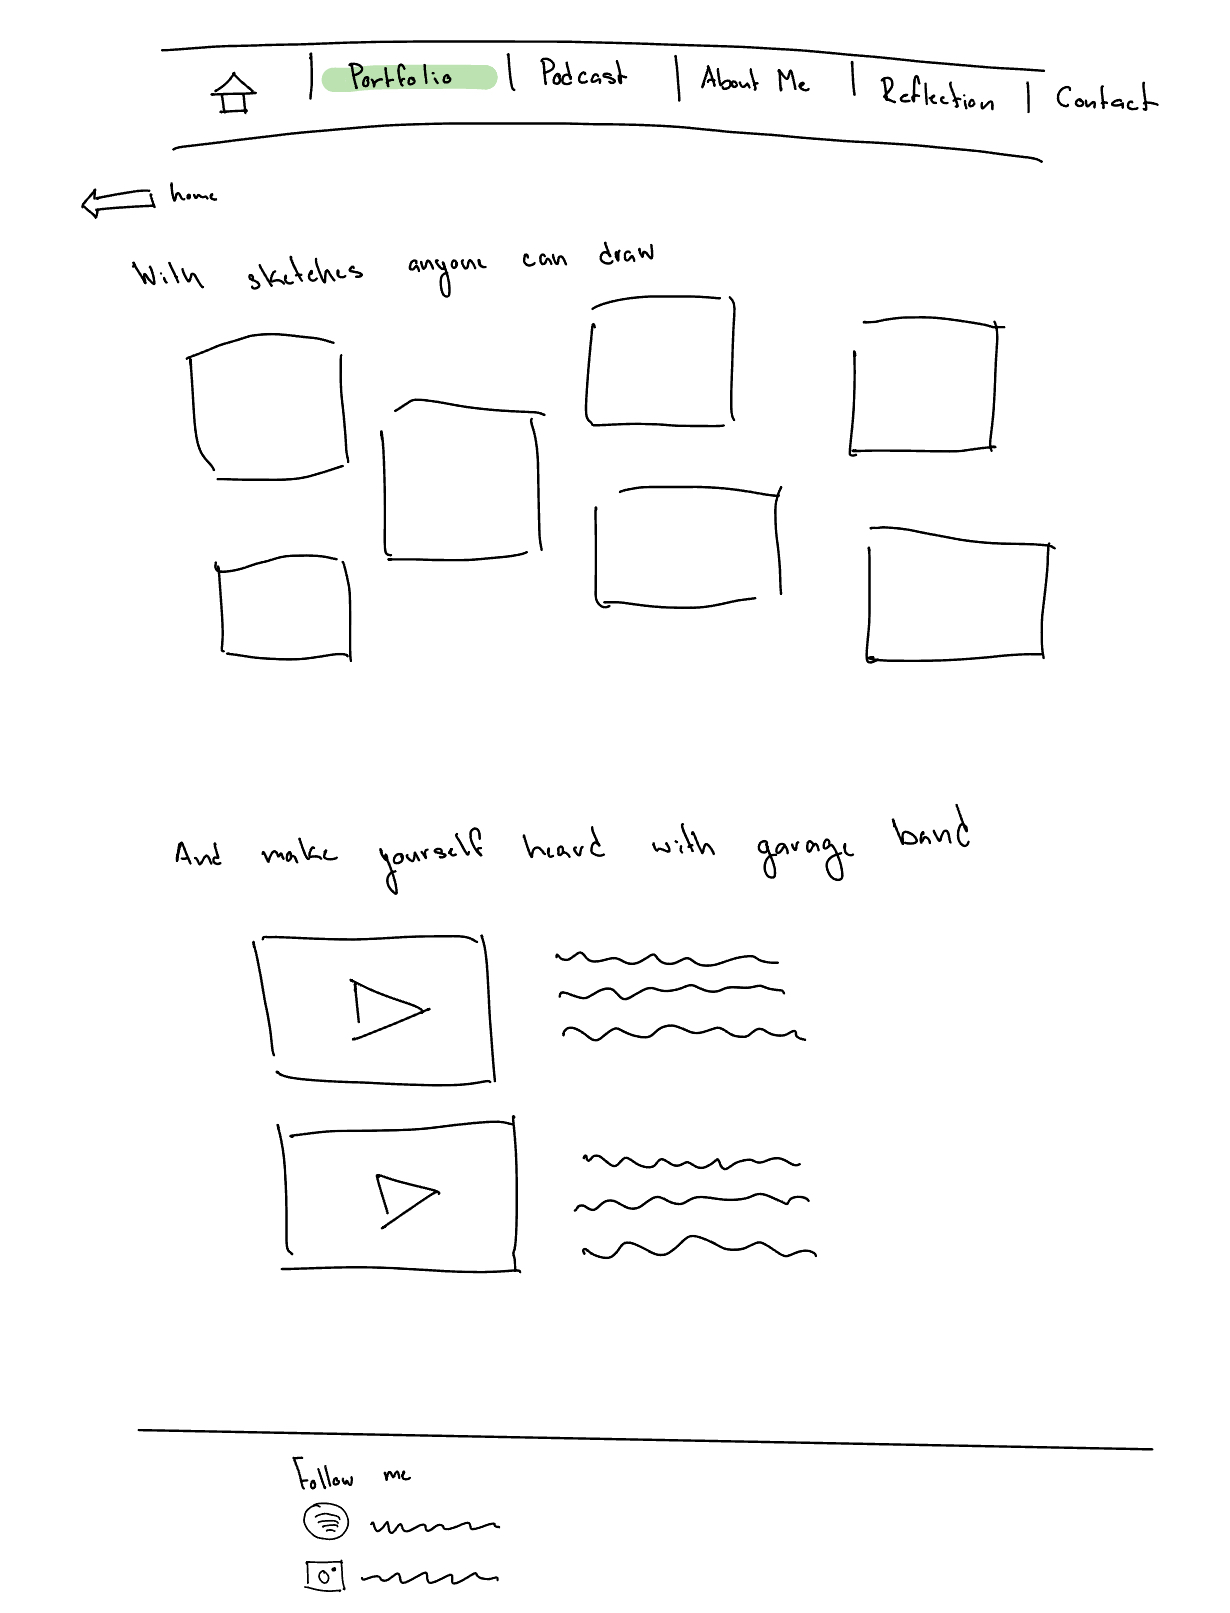 Portfolio | Podcast | About Me | Reflection | Contact
home
With sketches anyone can draw
And make yourself heard with garage band
Follow me